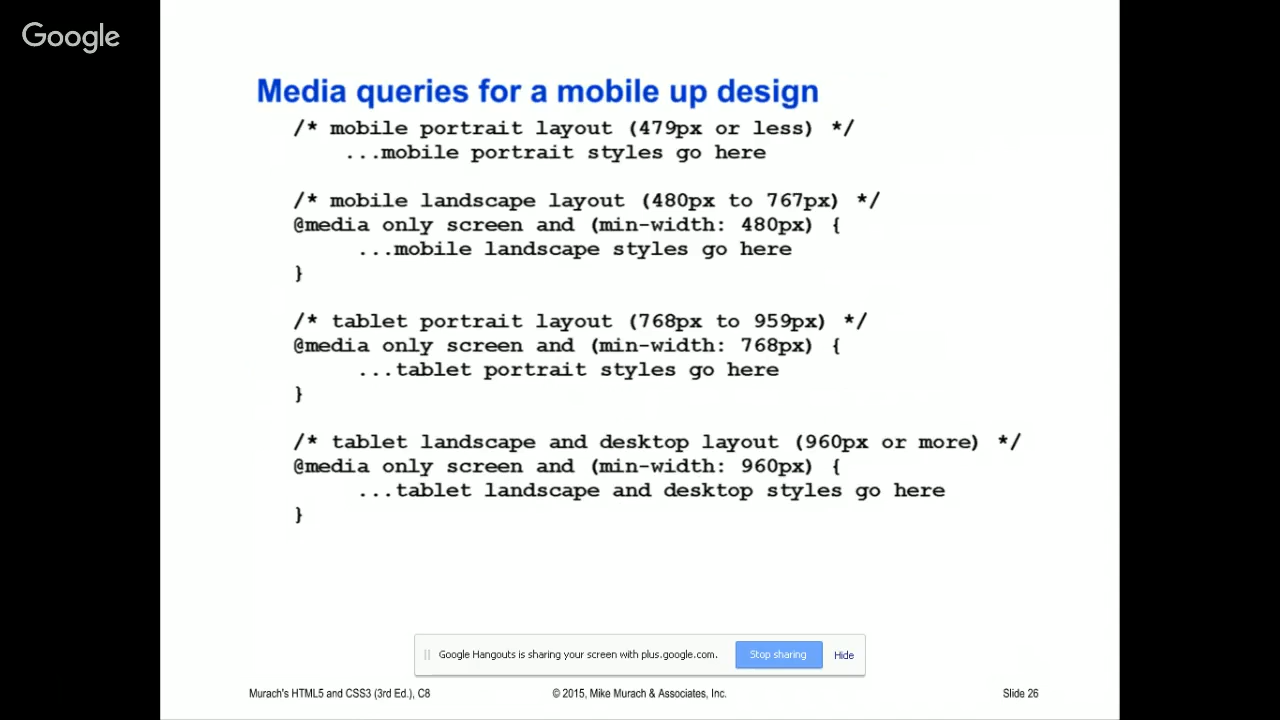 Google
Media queries for a mobile up design
/* mobile portrait layout (479px or less) */
...mobile portrait styles go here
/* mobile landscape layout (480px to 767px) */
@media only screen and (min-width: 480px) {
...mobile landscape styles go here
}
/* tablet portrait layout (768px to 959px) */
@media only screen and (min-width: 768px) {
...tablet portrait styles go here
}
/* tablet landscape and desktop layout (960px or more) */
@media only screen and (min-width: 960px) {
...tablet landscape and desktop styles go here
}
Google Hangouts is sharing your screen with plus.google.com. Stop sharing Hide
Murach's HTML5 and CSS3 (3rd Ed.), C8 © 2015, Mike Murach & Associates, Inc. Slide 26